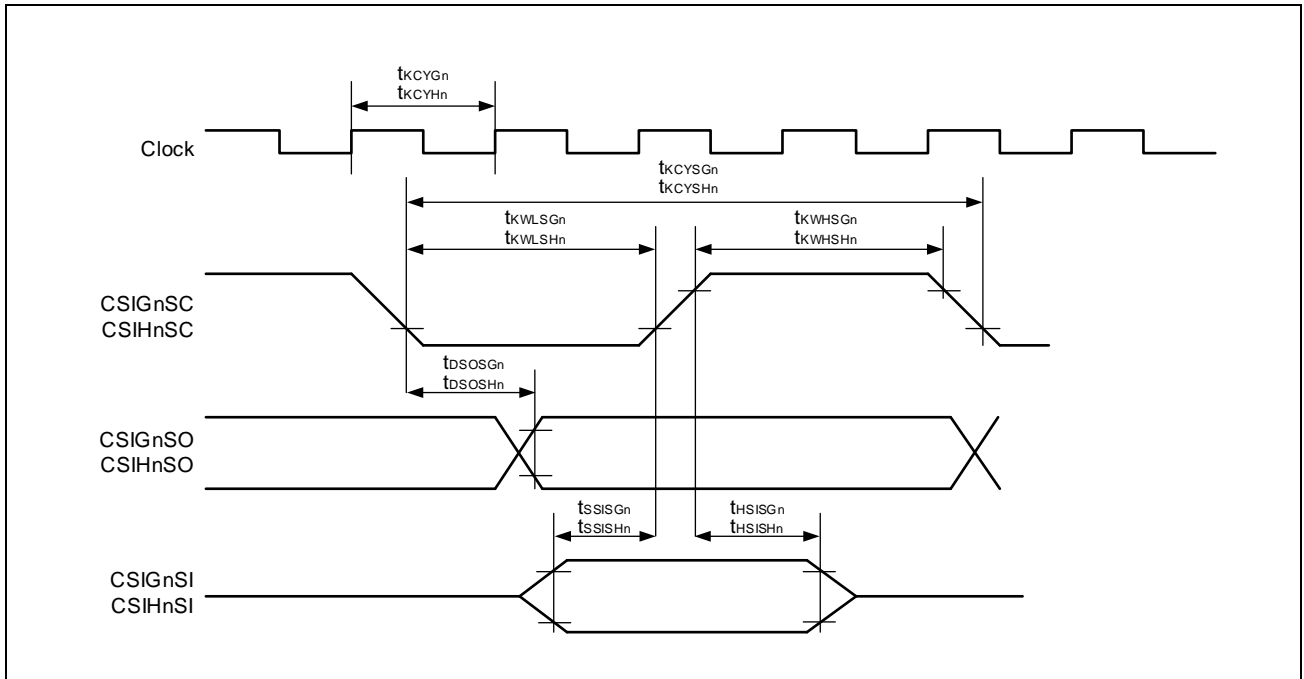 tKCYGn
tKCYHn
Clock
tKCYSGn
tKCYSHn
tKWLSGn
tKWLSHn
tKWHSGn
tKWHSHn
CSIGnSC
CSIHnSC
tDSOSGn
tDSOSHn
CSIGnSO
CSIHnSO
tSSISGn
tSSISHn
tHSISGn
tHSISHn
CSIGnSI
CSIHnSI